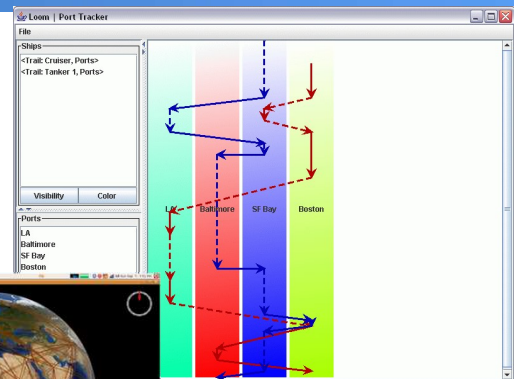 Loom | Port Tracker
File
Ships
<Trail: Cruiser, Ports>
<Trail: Tanker 1, Ports>
Visibility Color
Ports
LA
Baltimore
SF Bay
Boston
LA Baltimore SF Bay Boston